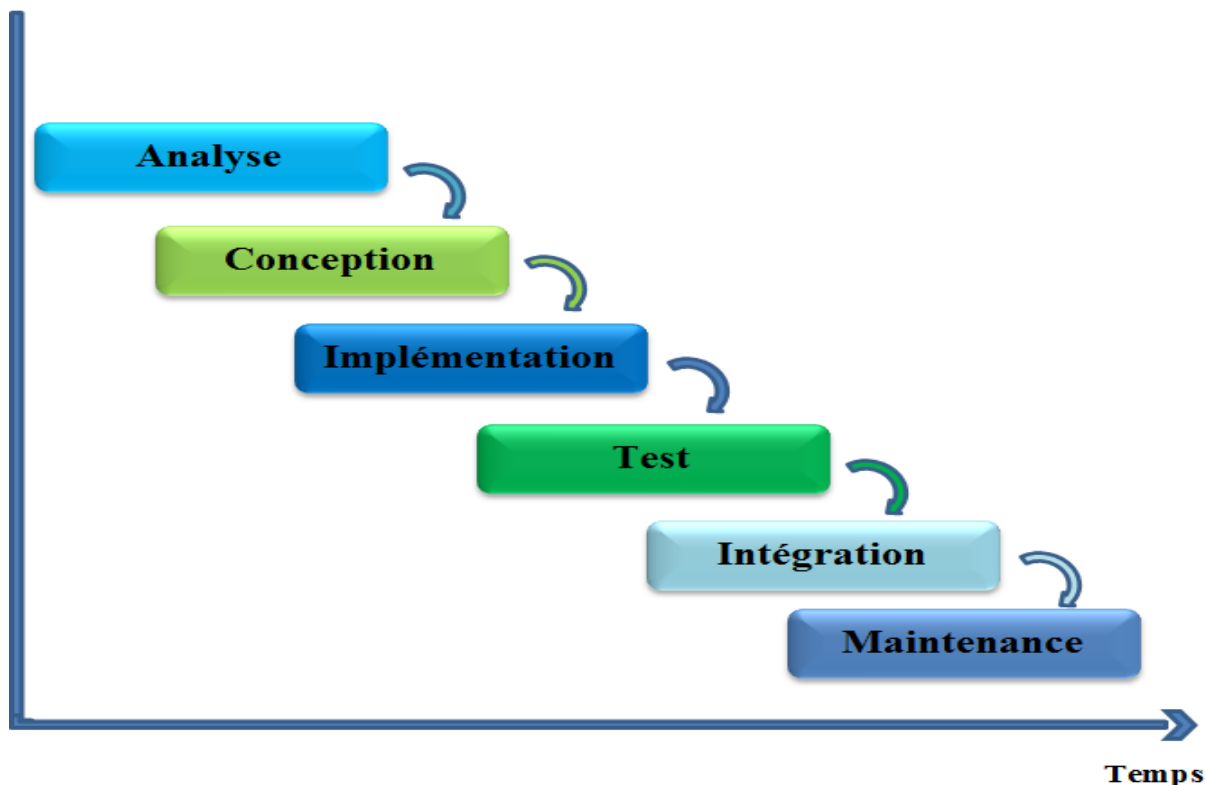 Analyse
Conception
Implémentation
Test
Intégration
Maintenance
Temps